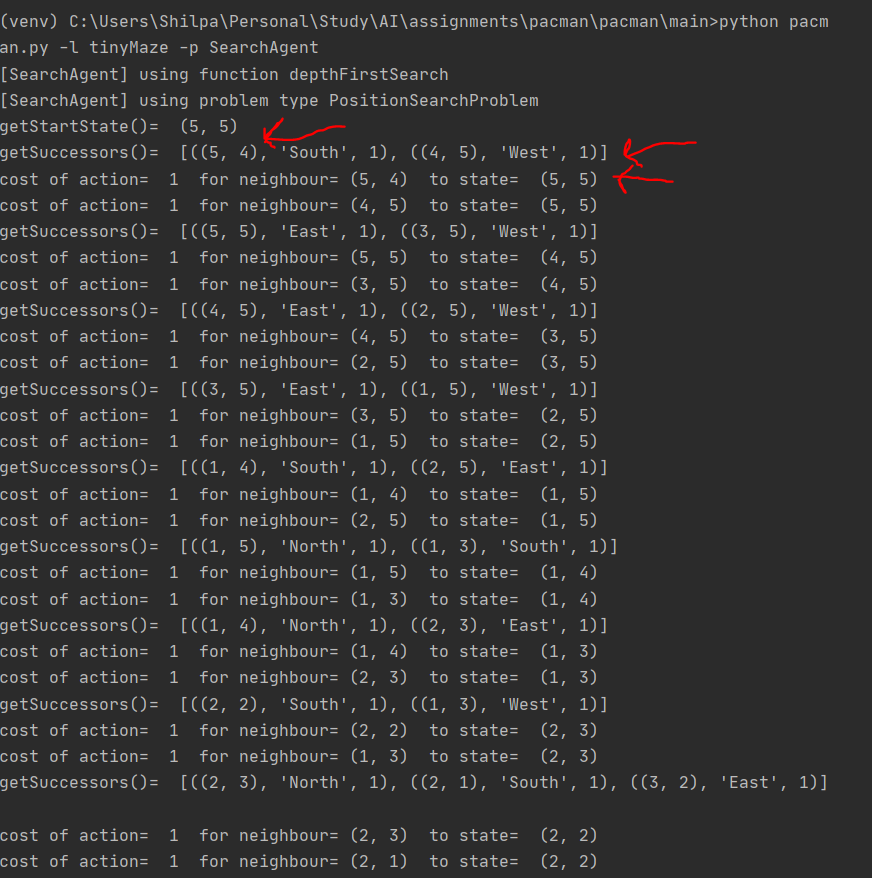 (venv) C:\Users\Shilpa\Personal\Study\AI\assignments\pacman\pacman\main>python pacm
an.py -l tinyMaze -p SearchAgent
[SearchAgent] using function depthFirstSearch
[SearchAgent] using problem type PositionSearchProblem
getStartState()=  (5, 5)
getSuccessors()=  [((5, 4), 'South', 1), ((4, 5), 'West', 1)]
cost of action=  1  for neighbour= (5, 4)  to state=  (5, 5)
cost of action=  1  for neighbour= (4, 5)  to state=  (5, 5)
getSuccessors()=  [((5, 5), 'East', 1), ((3, 5), 'West', 1)]
cost of action=  1  for neighbour= (5, 5)  to state=  (4, 5)
cost of action=  1  for neighbour= (3, 5)  to state=  (4, 5)
getSuccessors()=  [((4, 5), 'East', 1), ((2, 5), 'West', 1)]
cost of action=  1  for neighbour= (4, 5)  to state=  (3, 5)
cost of action=  1  for neighbour= (2, 5)  to state=  (3, 5)
getSuccessors()=  [((3, 5), 'East', 1), ((1, 5), 'West', 1)]
cost of action=  1  for neighbour= (3, 5)  to state=  (2, 5)
cost of action=  1  for neighbour= (1, 5)  to state=  (2, 5)
getSuccessors()=  [((1, 4), 'South', 1), ((2, 5), 'East', 1)]
cost of action=  1  for neighbour= (1, 4)  to state=  (1, 5)
cost of action=  1  for neighbour= (2, 5)  to state=  (1, 5)
getSuccessors()=  [((1, 5), 'North', 1), ((1, 3), 'South', 1)]
cost of action=  1  for neighbour= (1, 5)  to state=  (1, 4)
cost of action=  1  for neighbour= (1, 3)  to state=  (1, 4)
getSuccessors()=  [((1, 4), 'North', 1), ((2, 3), 'East', 1)]
cost of action=  1  for neighbour= (1, 4)  to state=  (1, 3)
cost of action=  1  for neighbour= (2, 3)  to state=  (1, 3)
getSuccessors()=  [((2, 2), 'South', 1), ((1, 3), 'West', 1)]
cost of action=  1  for neighbour= (2, 2)  to state=  (2, 3)
cost of action=  1  for neighbour= (1, 3)  to state=  (2, 3)
getSuccessors()=  [((2, 3), 'North', 1), ((2, 1), 'South', 1), ((3, 2), 'East', 1)]
cost of action=  1  for neighbour= (2, 3)  to state=  (2, 2)
cost of action=  1  for neighbour= (2, 1)  to state=  (2, 2)